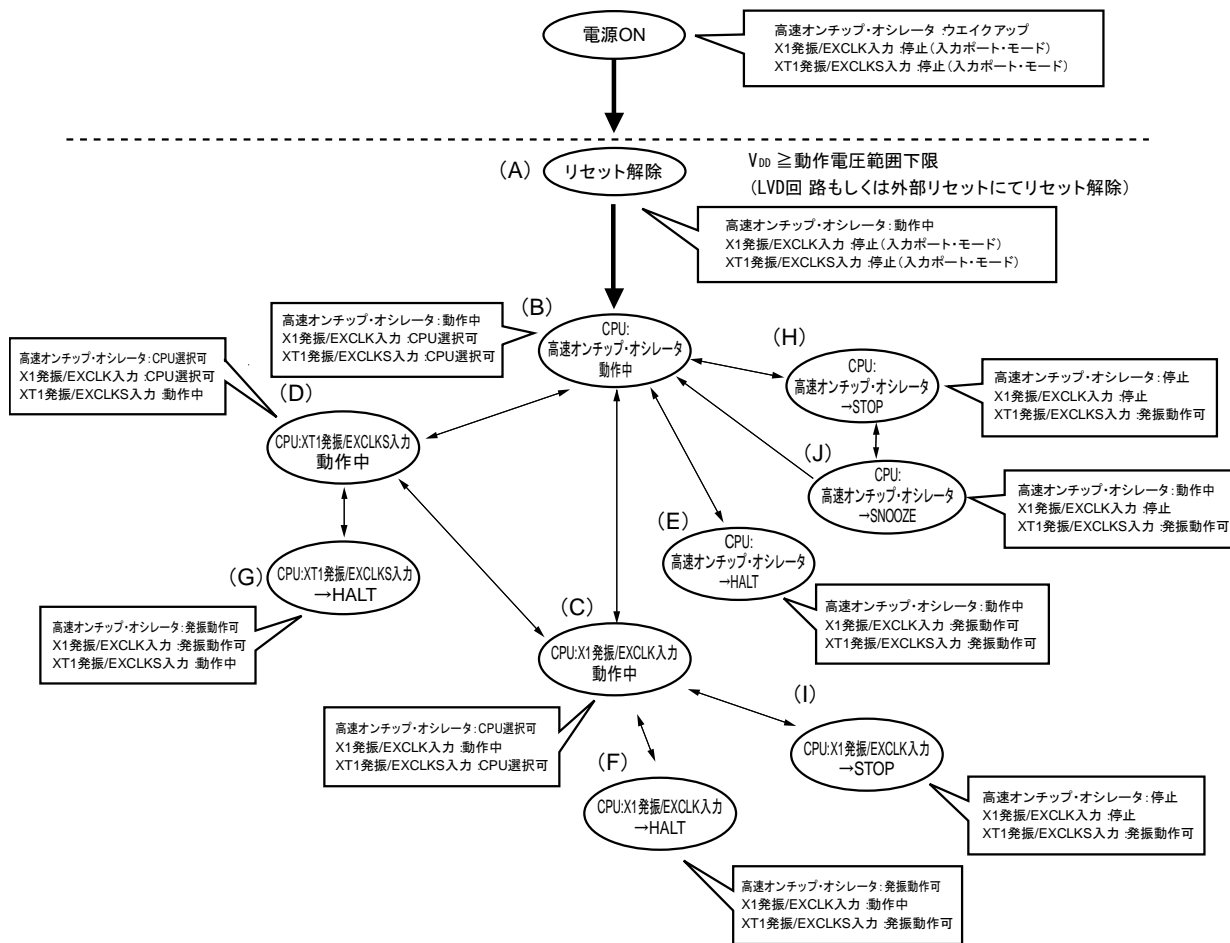 電源ON
高速オンチップ・オシレータ:ウエイクアップ
X1発振/EXCLK入力:停止(入力ポート・モード)
XT1発振/EXCLKS入力:停止(入力ポート・モード)
(A)
リセット解除
VDD ≧動作電圧範囲下限
(LVD回 路もしくは外部リセットにてリセット解除)
高速オンチップ・オシレータ:動作中
X1発振/EXCLK入力:停止(入力ポート・モード)
XT1発振/EXCLKS入力:停止(入力ポート・モード)
(B)
CPU:
高速オンチップ・オシレータ
動作中
高速オンチップ・オシレータ:動作中
X1発振/EXCLK入力:CPU選択可
XT1発振/EXCLKS入力:CPU選択可
高速オンチップ・オシレータ:CPU選択可
X1発振/EXCLK入力:CPU選択可
XT1発振/EXCLKS入力:動作中
(D)
CPU:XT1発振/EXCLKS入力
動作中
(H)
CPU:
高速オンチップ・オシレータ
→STOP
高速オンチップ・オシレータ:停止
X1発振/EXCLK入力:停止
XT1発振/EXCLKS入力:発振動作可
(J)
CPU:
高速オンチップ・オシレータ
→SNOOZE
高速オンチップ・オシレータ:動作中
X1発振/EXCLK入力:停止
XT1発振/EXCLKS入力:発振動作可
(E)
CPU:
高速オンチップ・オシレータ
→HALT
高速オンチップ・オシレータ:動作中
X1発振/EXCLK入力:発振動作可
XT1発振/EXCLKS入力:発振動作可
(G)
CPU:XT1発振/EXCLKS入力
→HALT
高速オンチップ・オシレータ:発振動作可
X1発振/EXCLK入力:発振動作可
XT1発振/EXCLKS入力:動作中
(C)
CPU:X1発振/EXCLK入力
動作中
高速オンチップ・オシレータ:CPU選択可
X1発振/EXCLK入力:動作中
XT1発振/EXCLKS入力:CPU選択可
(I)
CPU:X1発振/EXCLK入力
→STOP
高速オンチップ・オシレータ:停止
X1発振/EXCLK入力:停止
XT1発振/EXCLKS入力:発振動作可
(F)
CPU:X1発振/EXCLK入力
→HALT
高速オンチップ・オシレータ:発振動作可
X1発振/EXCLK入力:動作中
XT1発振/EXCLKS入力:発振動作可